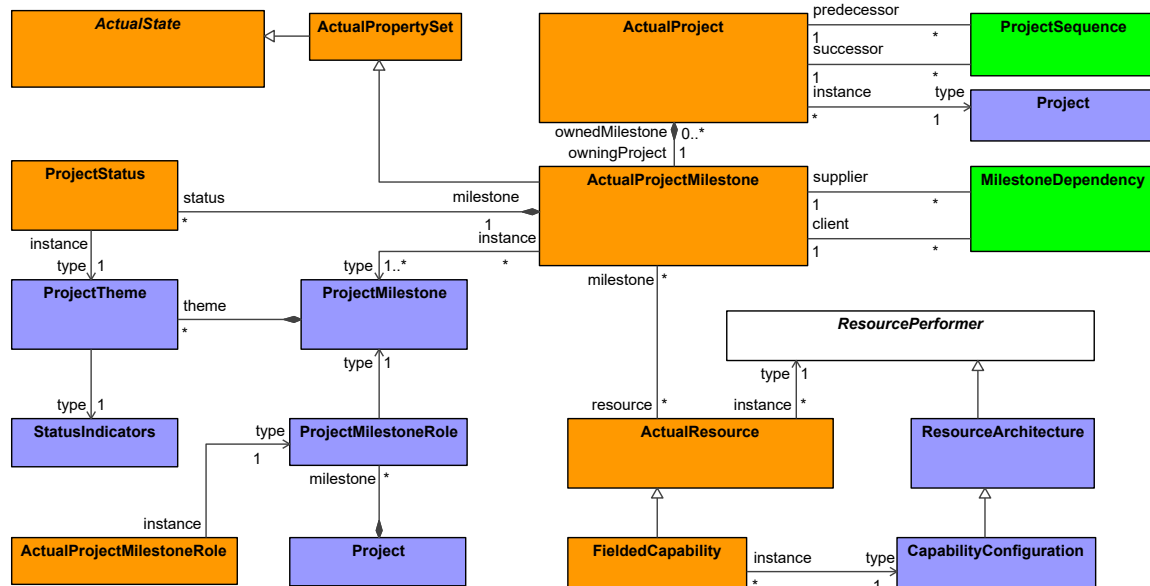 ActualState
ActualPropertySet
ActualProject
predecessor
1
*
ProjectSequence
successor
1
*
instance
*
type
1
Project
ownedMilestone
0..*
owningProject
1
ProjectStatus
status
*
milestone
1
ActualProjectMilestone
supplier
1
*
MilestoneDependency
client
1
*
instance
*
instance
type
1
type
1..*
ProjectTheme
theme
*
ProjectMilestone
milestone
*
ResourcePerformer
type
1
type
1
type
1
resource
*
instance
*
StatusIndicators
type
1
ProjectMilestoneRole
ActualResource
ResourceArchitecture
milestone
*
instance
ActualProjectMilestoneRole
Project
FieldedCapability
instance
*
type
1
CapabilityConfiguration